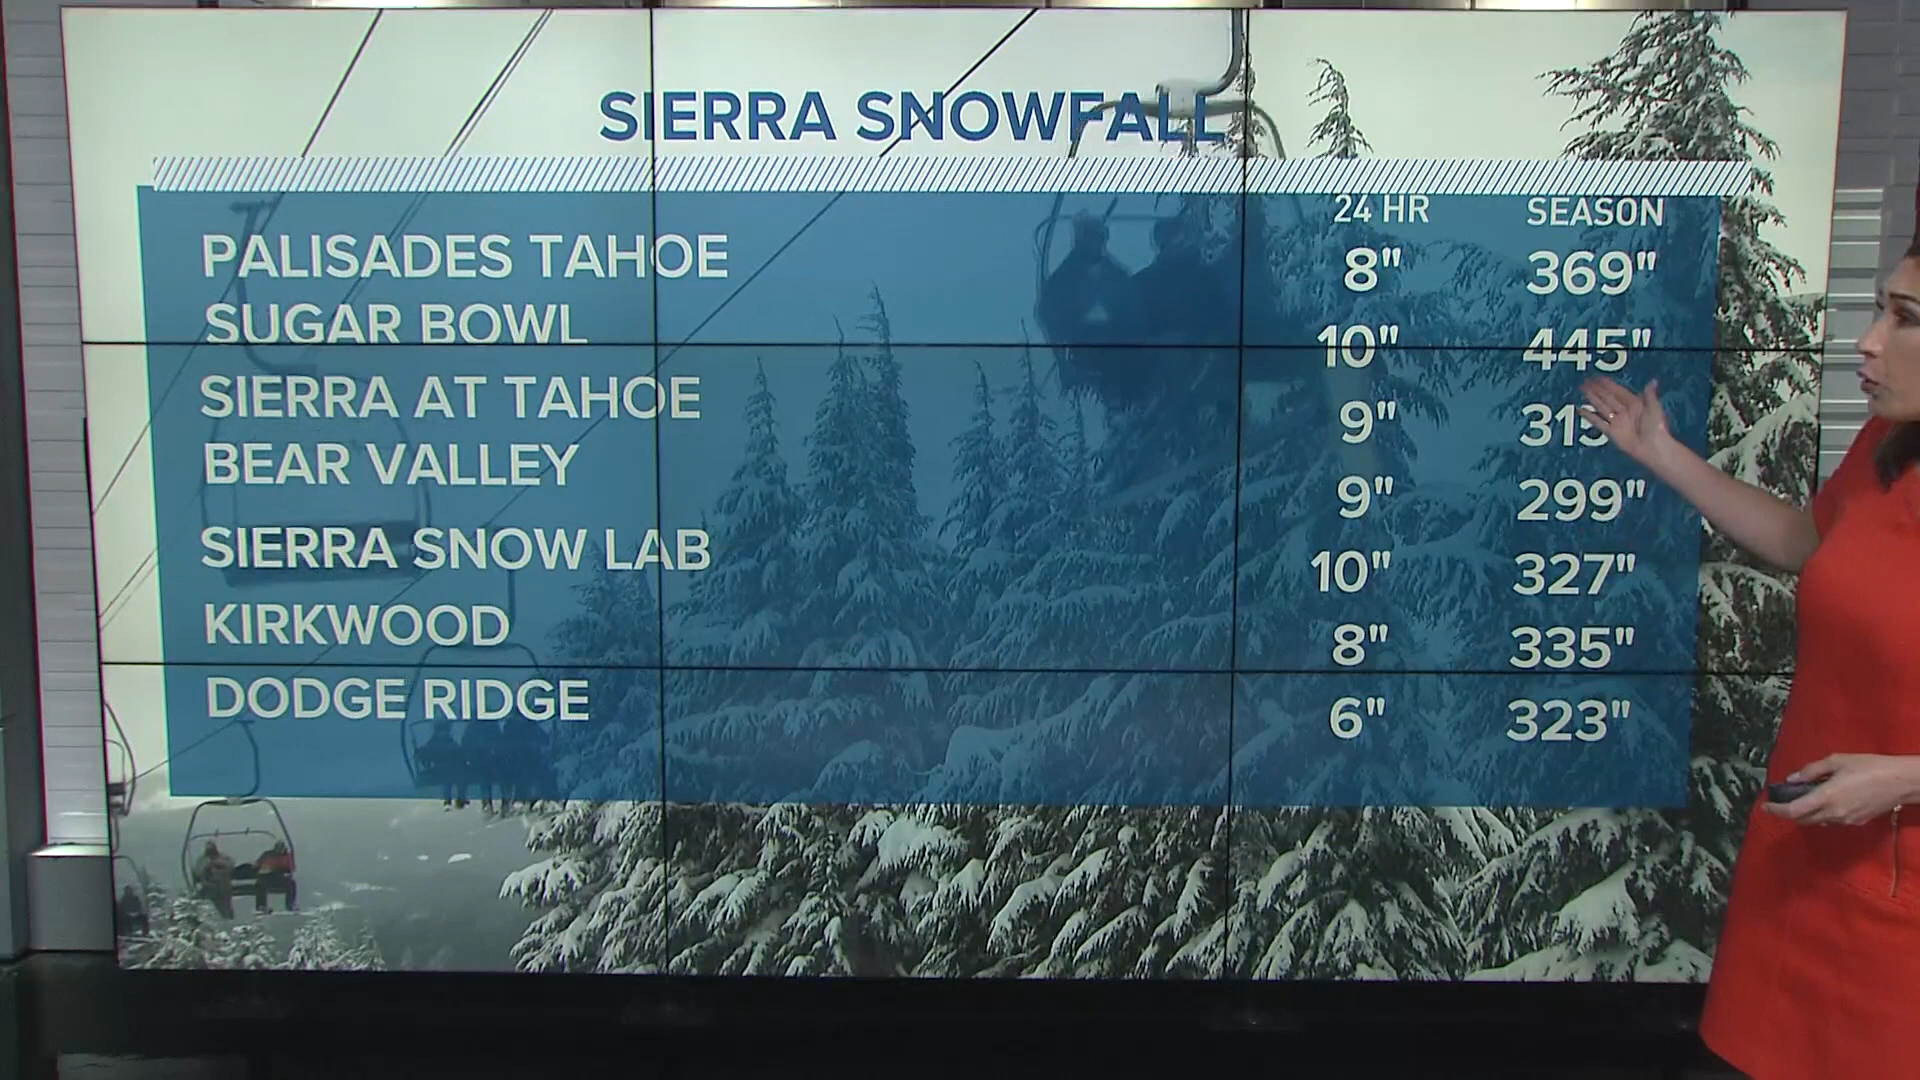 SIERRA SNOWFALL
24 HR SEASON
PALISADES TAHOE 8" 369"
SUGAR BOWL 10" 445"
SIERRA AT TAHOE 9" 315
BEAR VALLEY 9" 299"
SIERRA SNOW LAB 10" 327"
KIRKWOOD 8" 335"
DODGE RIDGE 6" 323"